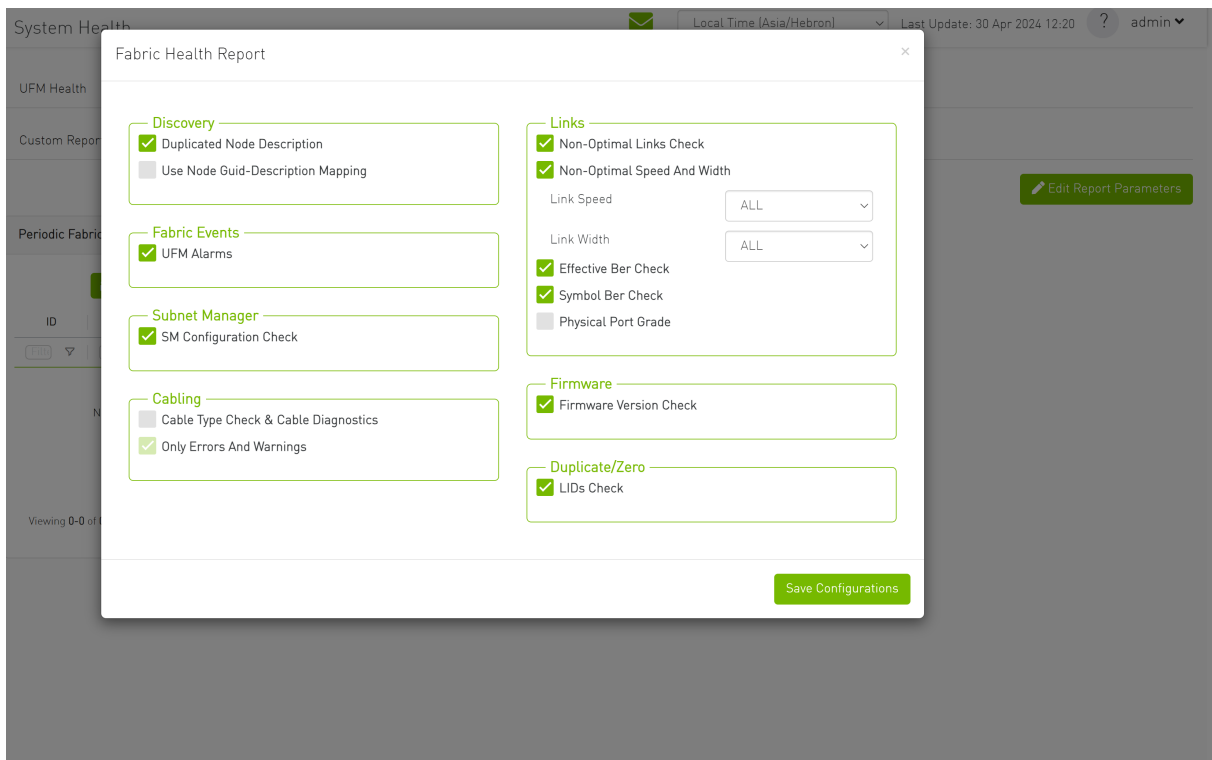 System Health
Local Time (Asia/Hebron)
Last Update: 30 Apr 2024 12:20
?
admin
Fabric Health Report
×
UFM Health
Custom Repor
Edit Report Parameters
Periodic Fabric
ID
Viewing 0-0 of
Discovery
Duplicated Node Description
Use Node Guid-Description Mapping
Fabric Events
UFM Alarms
Subnet Manager
SM Configuration Check
Cabling
Cable Type Check & Cable Diagnostics
Only Errors And Warnings
Links
Non-Optimal Links Check
Non-Optimal Speed And Width
Link Speed
ALL
Link Width
ALL
Effective Ber Check
Symbol Ber Check
Physical Port Grade
Firmware
Firmware Version Check
Duplicate/Zero
LIDs Check
Save Configurations